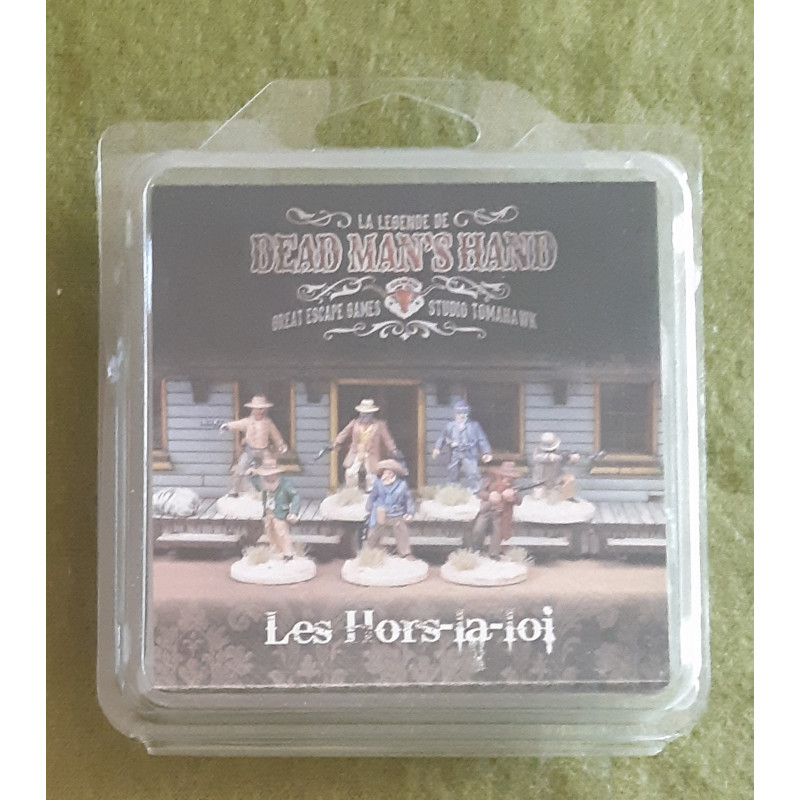 LA LEGENDE DE
DEAD MAN'S HAND
GREAT ESCAPE GAMES STUDIO TOMAHAWK
Les Hors-la-loi